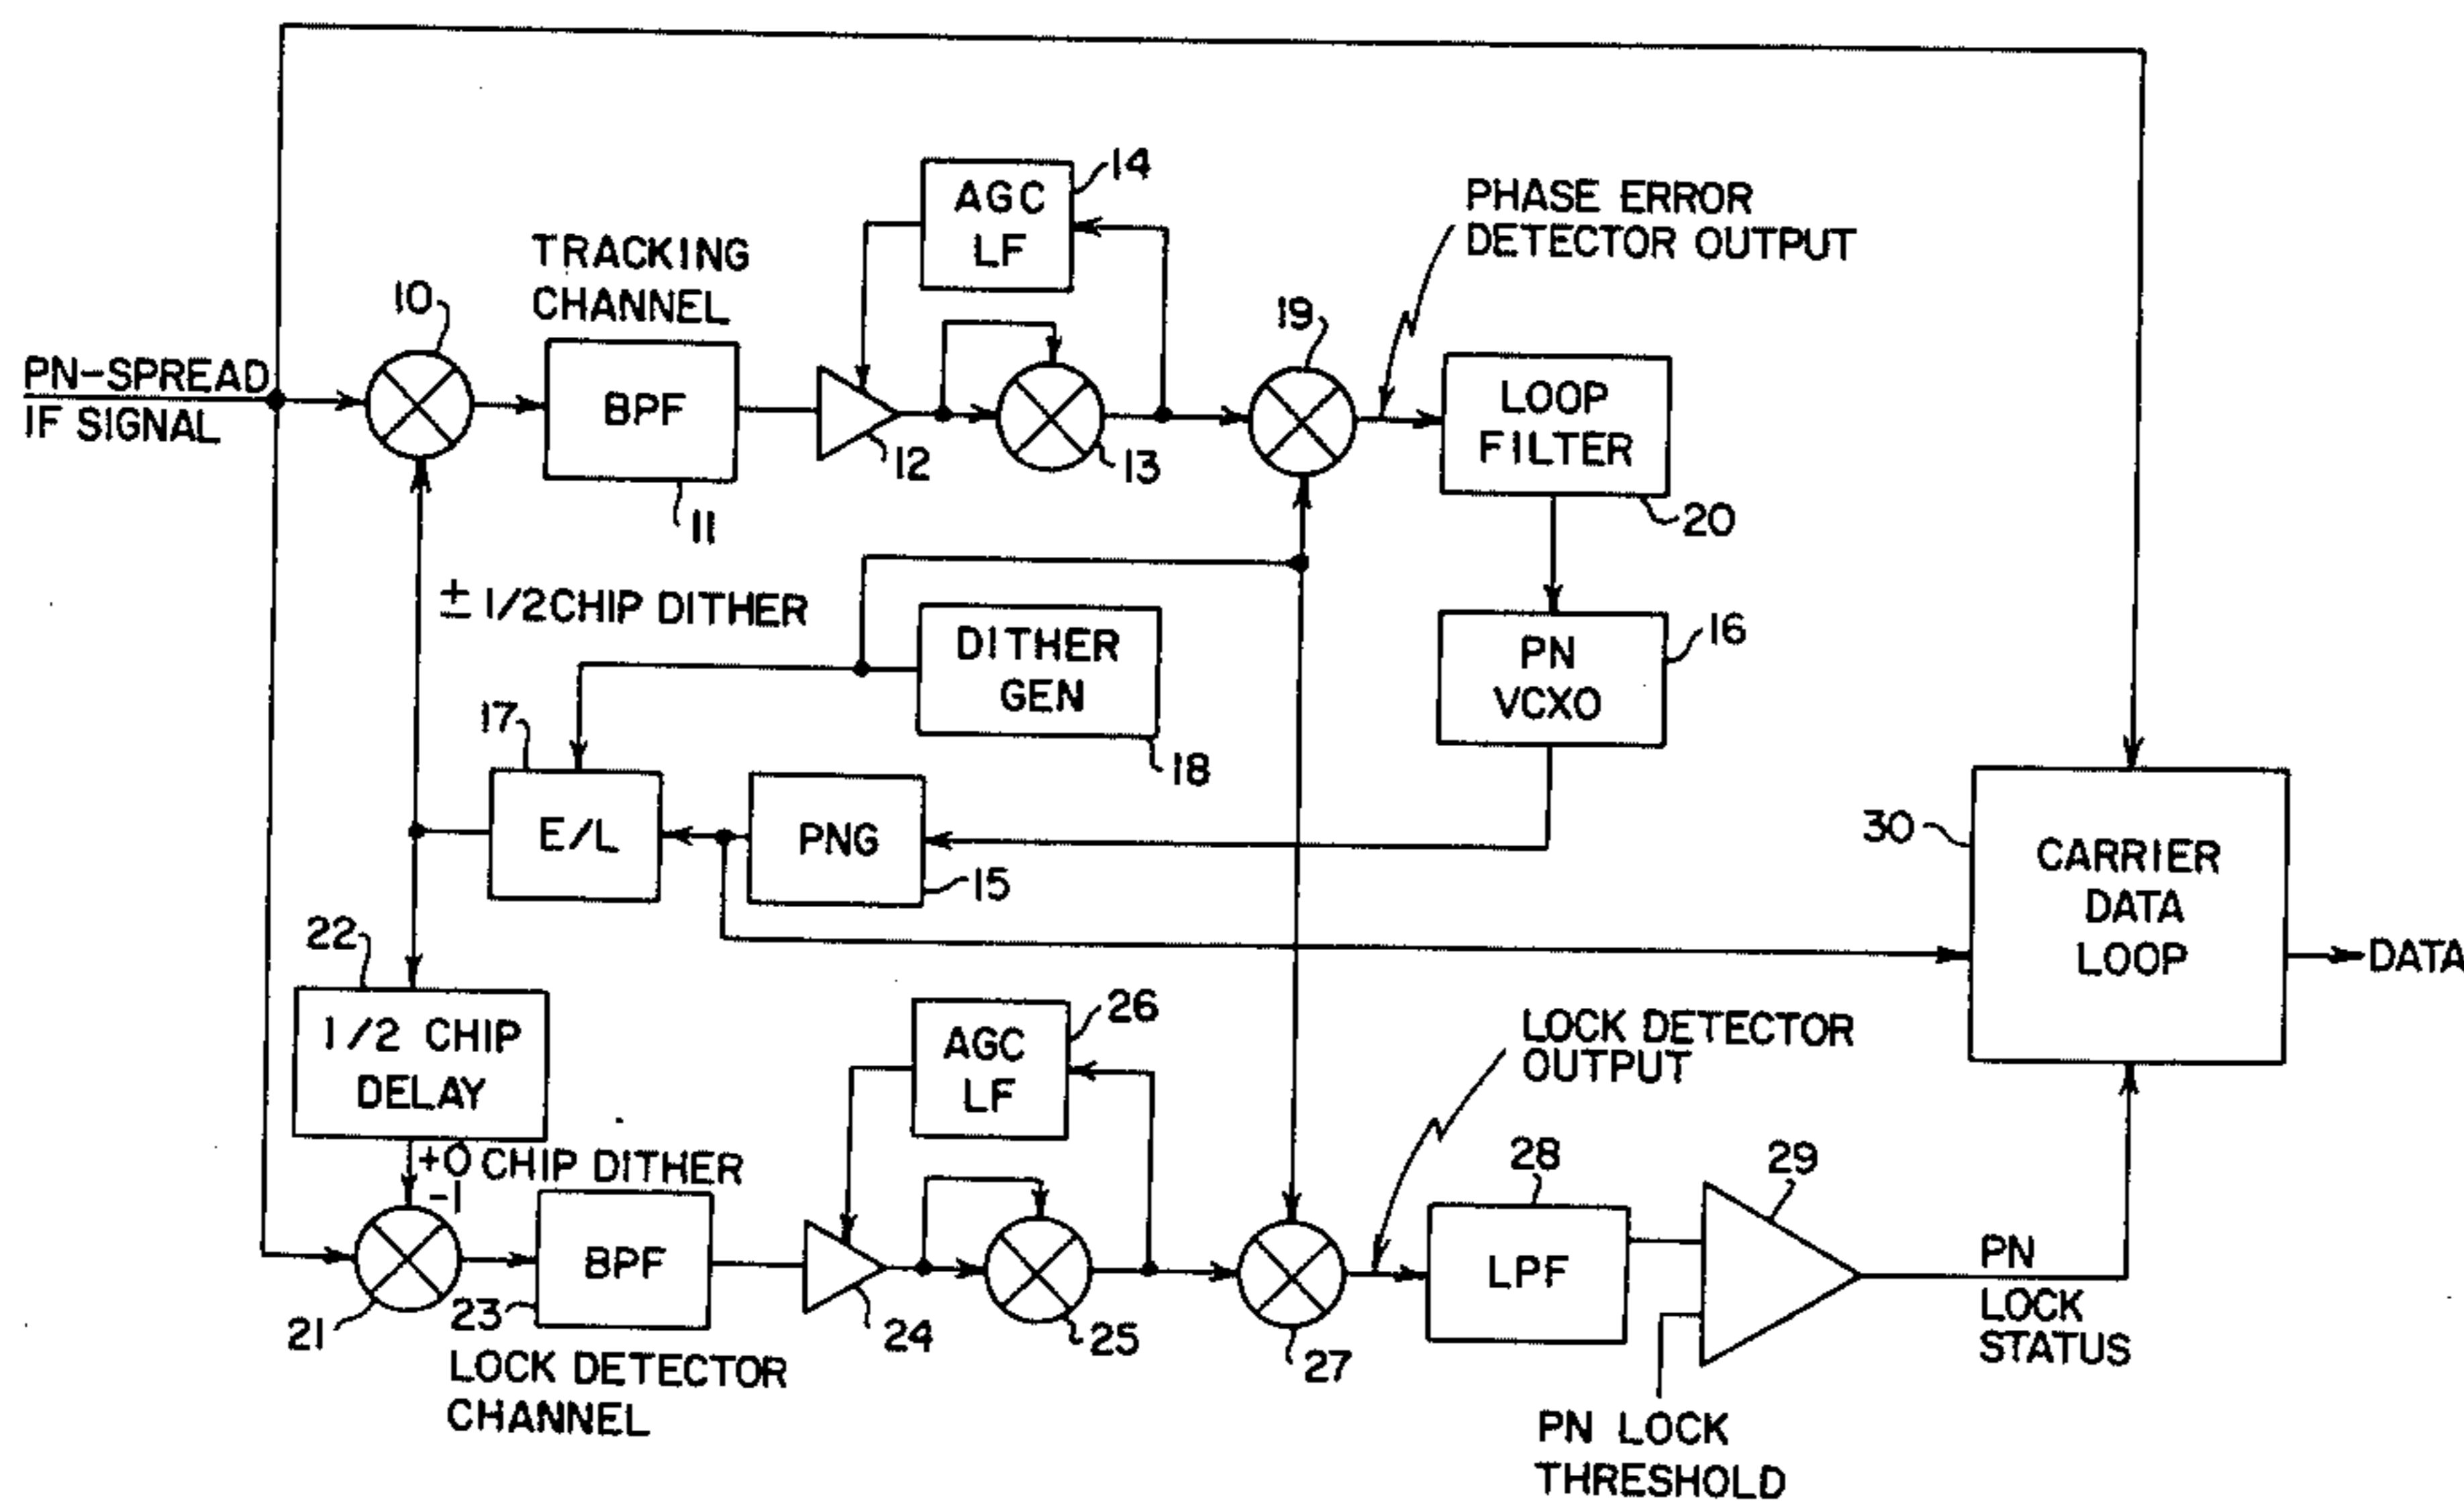 14
AGC
LF
PHASE ERROR
DETECTOR OUTPUT
TRACKING
CHANNEL
10
19
PN-SPREAD
IF SIGNAL
BPF
12
13
LOOP
FILTER
11
20
± 1/2 CHIP DITHER
DITHER
GEN
PN
VCXO
16
17
18
E/L
PNG
15
30
CARRIER
DATA
LOOP
DATA
22
1/2 CHIP
DELAY
AGC
LF
26
LOCK DETECTOR
OUTPUT
+0 CHIP DITHER
-1
28
29
BPF
LPF
PN
LOCK
STATUS
21
23
24
25
27
LOCK DETECTOR
CHANNEL
PN LOCK
THRESHOLD